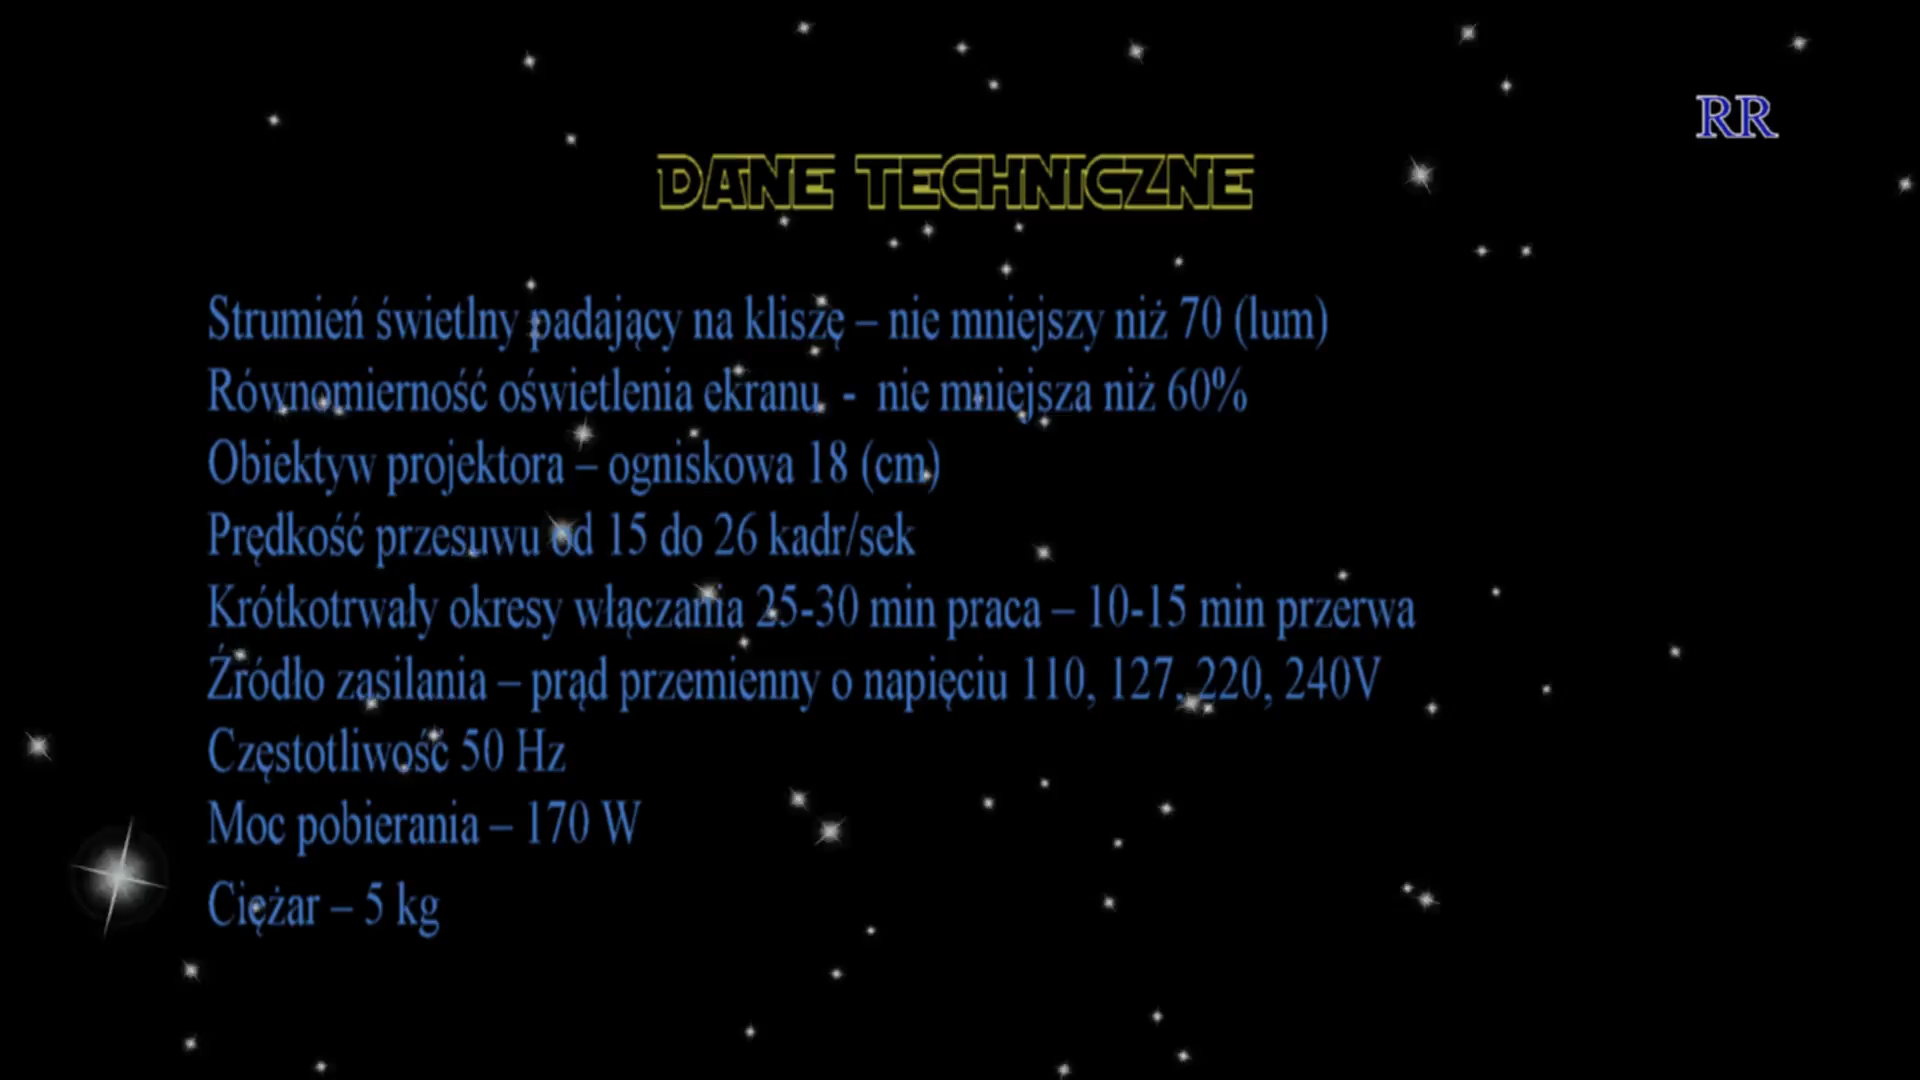 RR
DANE TECHNICZNE
Strumień świetlny padający na kliszę – nie mniejszy niż 70 (lum)
Równomierność oświetlenia ekranu - nie mniejsza niż 60%
Obiektyw projektora – ogniskowa 18 (cm)
Prędkość przesuwu od 15 do 26 kadr/sek
Krótkotrwały okresy włączania 25-30 min praca – 10-15 min przerwa
Źródło zasilania – prąd przemienny o napięciu 110, 127, 220, 240V
Częstotliwość 50 Hz
Moc pobierania – 170 W
Ciężar – 5 kg